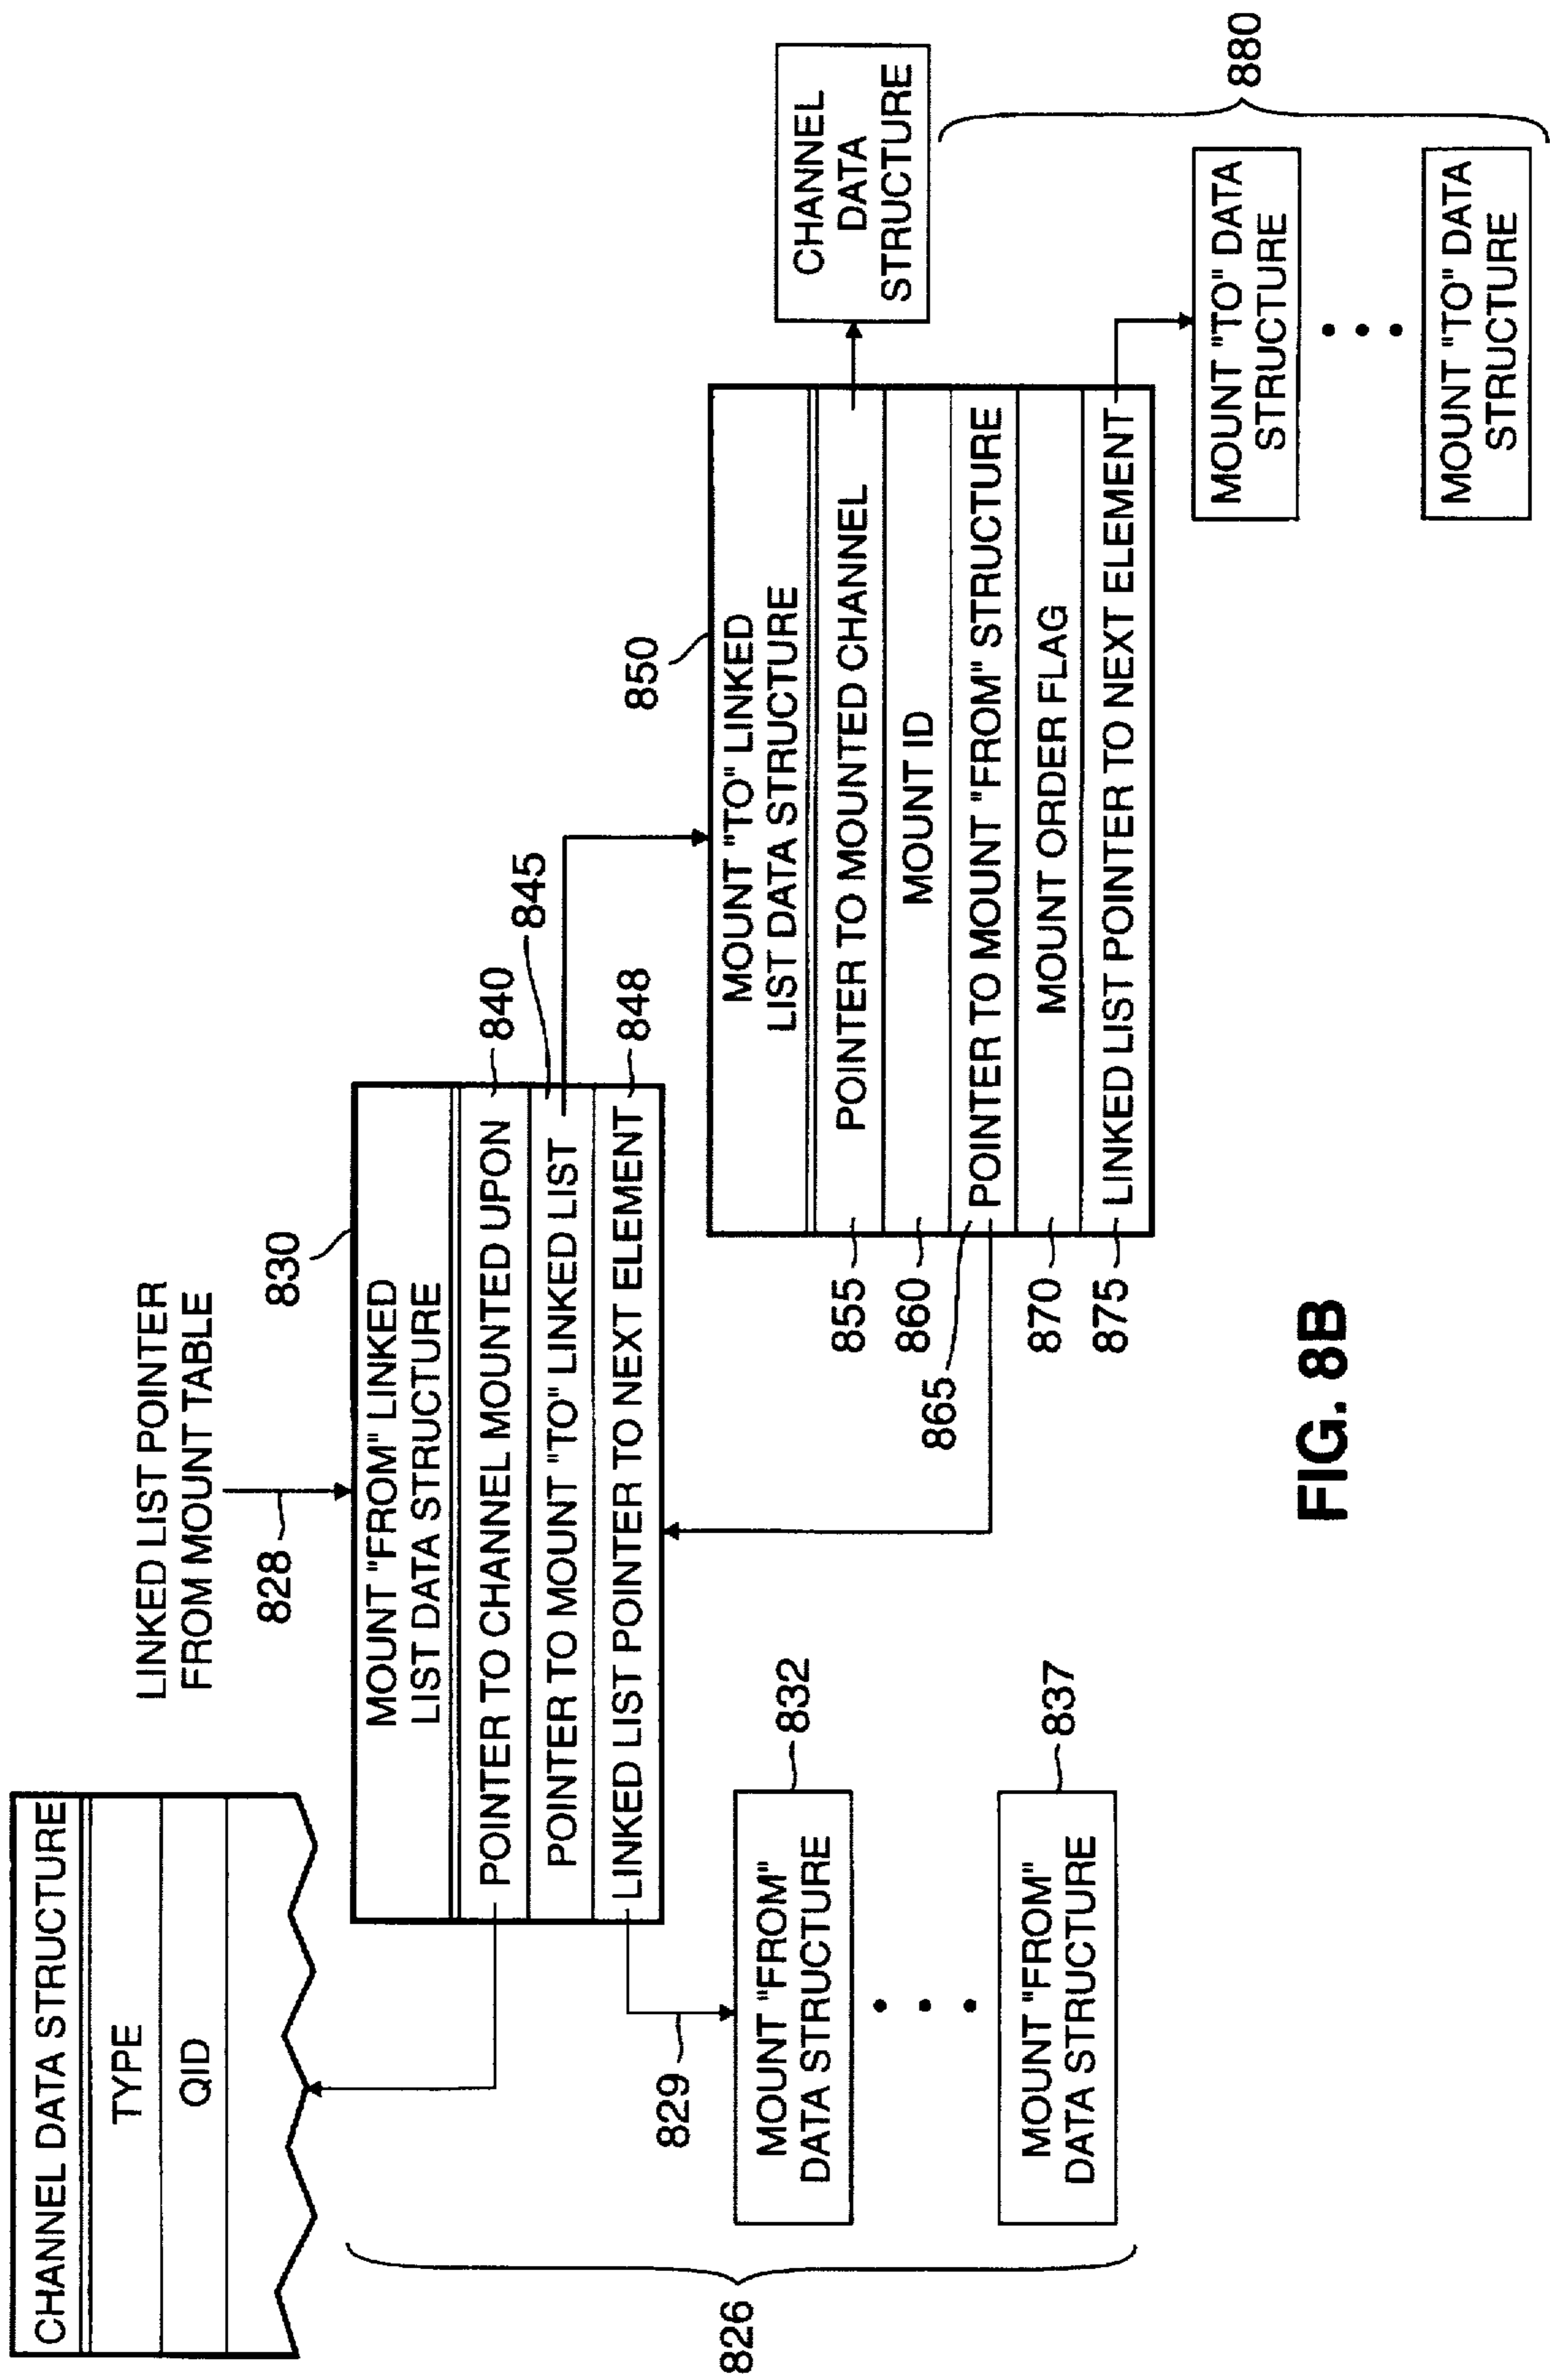 CHANNEL DATA STRUCTURE
TYPE
QID
LINKED LIST POINTER
FROM MOUNT TABLE
828
830
MOUNT "FROM" LINKED
LIST DATA STRUCTURE
POINTER TO CHANNEL MOUNTED UPON
840
POINTER TO MOUNT "TO" LINKED LIST
845
LINKED LIST POINTER TO NEXT ELEMENT
848
829
MOUNT "FROM"
DATA STRUCTURE
832
MOUNT "FROM"
DATA STRUCTURE
837
826
850
MOUNT "TO" LINKED
LIST DATA STRUCTURE
855
POINTER TO MOUNTED CHANNEL
860
MOUNT ID
865
POINTER TO MOUNT "FROM" STRUCTURE
870
MOUNT ORDER FLAG
875
LINKED LIST POINTER TO NEXT ELEMENT
CHANNEL
DATA
STRUCTURE
MOUNT "TO" DATA
STRUCTURE
MOUNT "TO" DATA
STRUCTURE
880
FIG. 8B